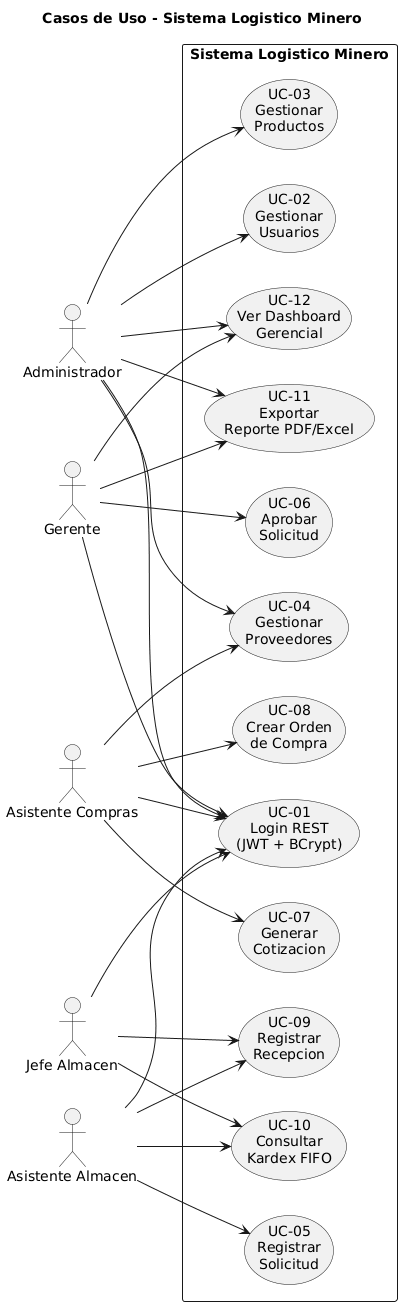 Casos de Uso - Sistema Logistico Minero
Sistema Logistico Minero
UC-03
Gestionar
Productos
UC-02
Gestionar
Usuarios
UC-12
Ver Dashboard
Gerencial
Administrador
UC-11
Exportar
Reporte PDF/Excel
UC-06
Aprobar
Solicitud
Gerente
UC-04
Gestionar
Proveedores
UC-08
Crear Orden
de Compra
Asistente Compras
UC-01
Login REST
(JWT + BCrypt)
UC-07
Generar
Cotizacion
UC-09
Registrar
Recepcion
Jefe Almacen
UC-10
Consultar
Kardex FIFO
Asistente Almacen
UC-05
Registrar
Solicitud